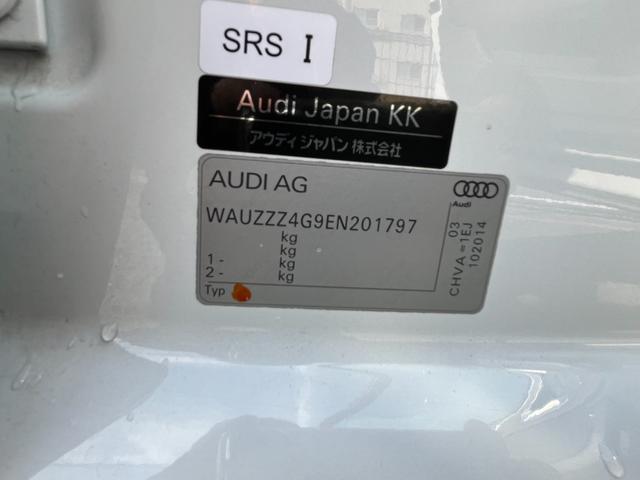 SRS I
Audi Japan KK
アウディ ジャパン 株式会社
AUDI AG
Audi
WAUZZZ4G9EN201797
kg
kg
1 - kg
2 - kg
Typ
03
CHVA =1EJ
102014